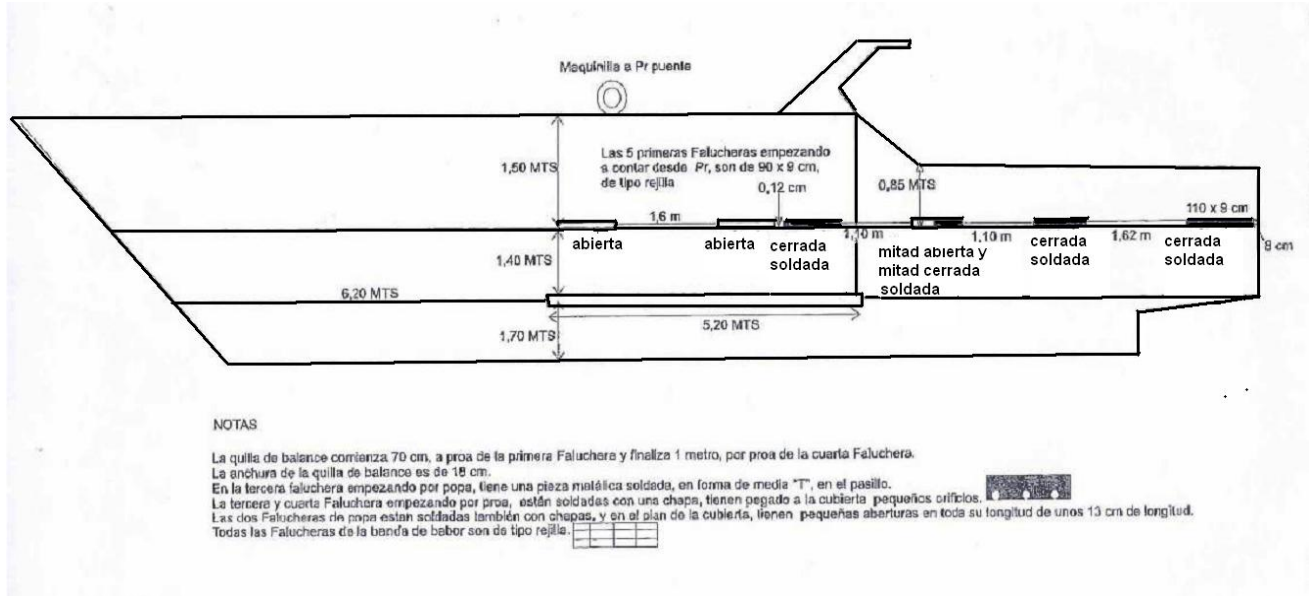 Maquinilla a Pr puente
1,50 MTS
Las 5 primeras Falucheras empezando
a contar desde Pr, son de 90 x 9 cm,
de tipo rejilla
0,12 cm
0,85 MTS
1,6 m
110 x 9 cm
abierta
abierta
cerrada
soldada
1,10 m
mitad abierta y
mitad cerrada
soldada
1,10 m
cerrada
soldada
1,62 m
cerrada
soldada
8 cm
1,40 MTS
6,20 MTS
5,20 MTS
1,70 MTS
NOTAS
La quilla de balance comienza 70 cm, a proa de la primera Faluchera y finaliza 1 metro, por proa de la cuarta Faluchera.
La anchura de la quilla de balance es de 18 cm.
En la tercera faluchera empezando por popa, tiene una pieza metálica soldada, en forma de media "T", en el pasillo.
La tercera y cuarta Faluchera empezando por proa, están soldadas con una chapa, tienen pegado a la cubierta pequeños orificios.
Las dos Falucheras de popa estan soldadas también con chapas, y en el plan de la cubierta, tienen pequeñas aberturas en toda su longitud de unos 13 cm de longitud.
Todas las Falucheras de la banda de babor son de tipo rejilla.